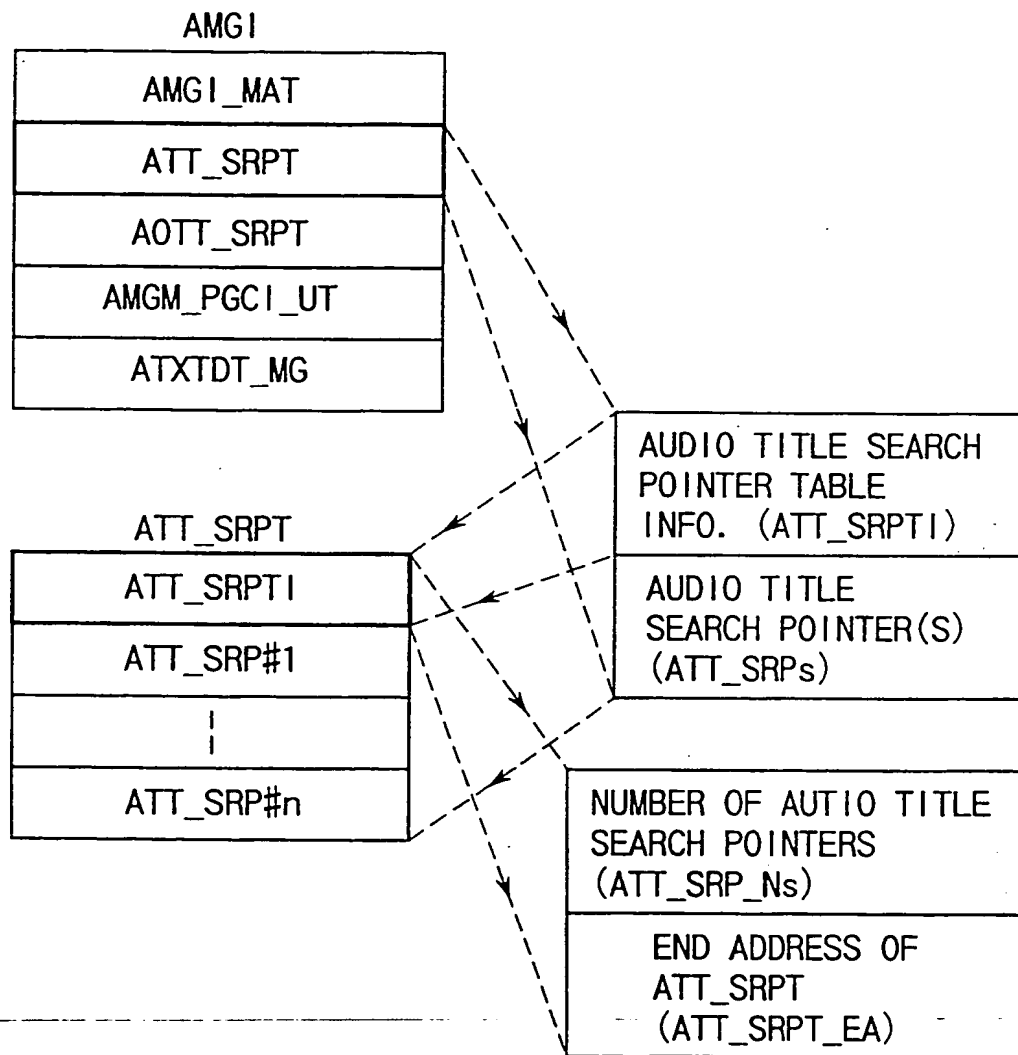 AMGI
AMGI_MAT
ATT_SRPT
AOTT_SRPT
AMGM_PGCI_UT
ATXTDT_MG
AUDIO TITLE SEARCH
POINTER TABLE
INFO. (ATT_SRPTI)
AUDIO TITLE
SEARCH POINTER(S)
(ATT_SRPs)
ATT_SRPT
ATT_SRPTI
ATT_SRP#1
ATT_SRP#n
NUMBER OF AUTIO TITLE
SEARCH POINTERS
(ATT_SRP_Ns)
END ADDRESS OF
ATT_SRPT
(ATT_SRPT_EA)